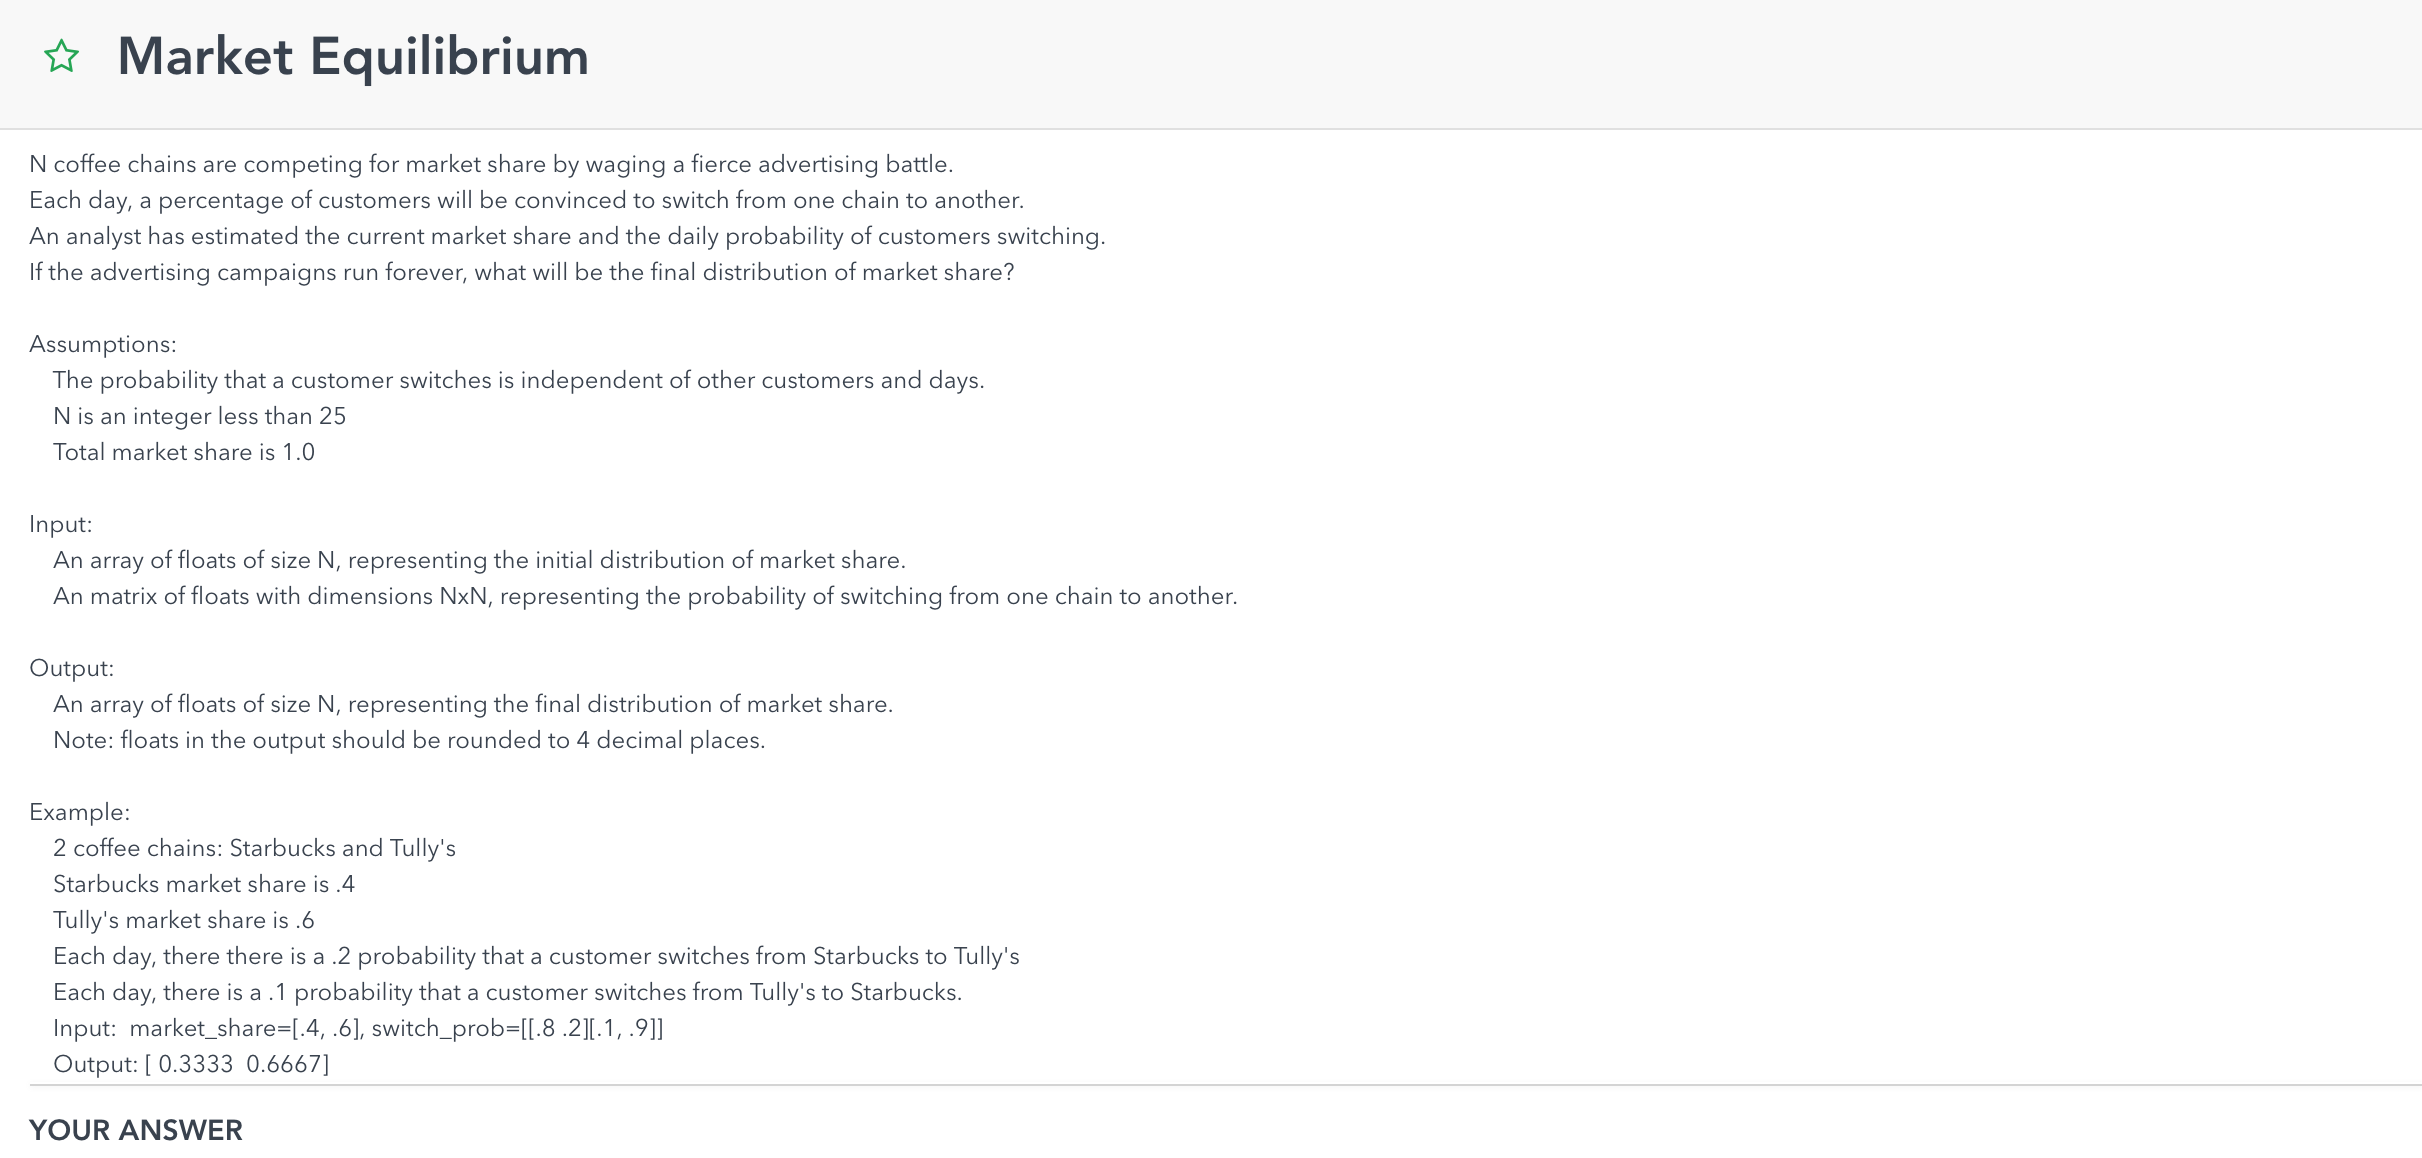 Market Equilibrium
N coffee chains are competing for market share by waging a fierce advertising battle.
Each day, a percentage of customers will be convinced to switch from one chain to another.
An analyst has estimated the current market share and the daily probability of customers switching.
If the advertising campaigns run forever, what will be the final distribution of market share?
Assumptions:
The probability that a customer switches is independent of other customers and days.
N is an integer less than 25
Total market share is 1.0
Input:
An array of floats of size N, representing the initial distribution of market share.
An matrix of floats with dimensions NxN, representing the probability of switching from one chain to another.
Output:
An array of floats of size N, representing the final distribution of market share.
Note: floats in the output should be rounded to 4 decimal places.
Example:
2 coffee chains: Starbucks and Tully's
Starbucks market share is .4
Tully's market share is .6
Each day, there there is a .2 probability that a customer switches from Starbucks to Tully's
Each day, there is a .1 probability that a customer switches from Tully's to Starbucks.
Input:  market_share=[.4, .6], switch_prob=[[.8 .2][.1, .9]]
Output: [ 0.3333  0.6667]
YOUR ANSWER